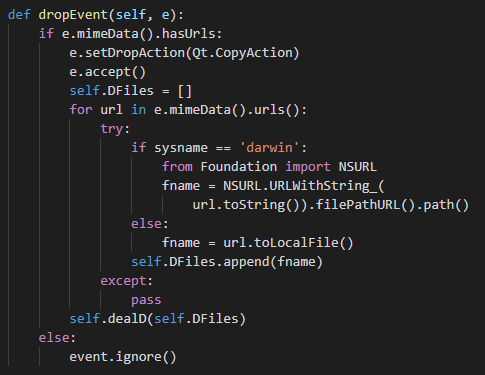 def dropEvent(self, e):
    if e.mimeData().hasUrls:
        e.setDropAction(Qt.CopyAction)
        e.accept()
        self.DFiles = []
        for url in e.mimeData().urls():
            try:
                if sysname == 'darwin':
                    from Foundation import NSURL
                    fname = NSURL.URLWithString_(
                        url.toString()).filePathURL().path()
                else:
                    fname = url.toLocalFile()
                self.DFiles.append(fname)
            except:
                pass
        self.dealD(self.DFiles)
    else:
        event.ignore()